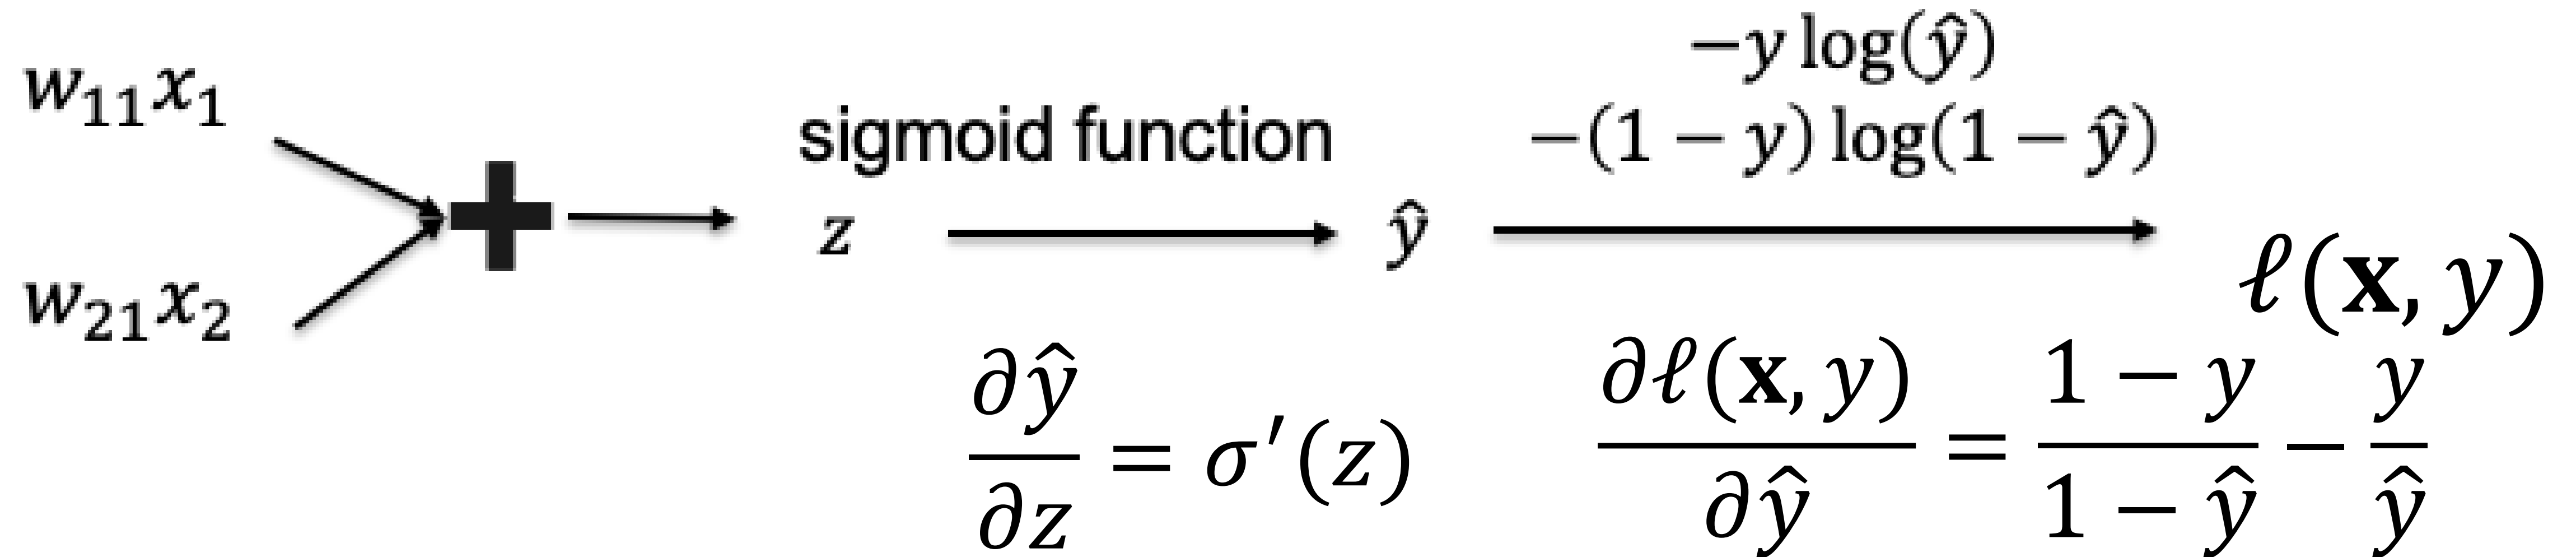 −y log(ŷ)
w₁₁x₁
sigmoid function
−(1 − y) log(1 − ŷ)
+
z
ŷ
w₂₁x₂
ℓ(𝐱, y)
∂ŷ/∂z = σ′(z)
∂ℓ(𝐱, y)/∂ŷ = (1 − y)/(1 − ŷ) − y/ŷ